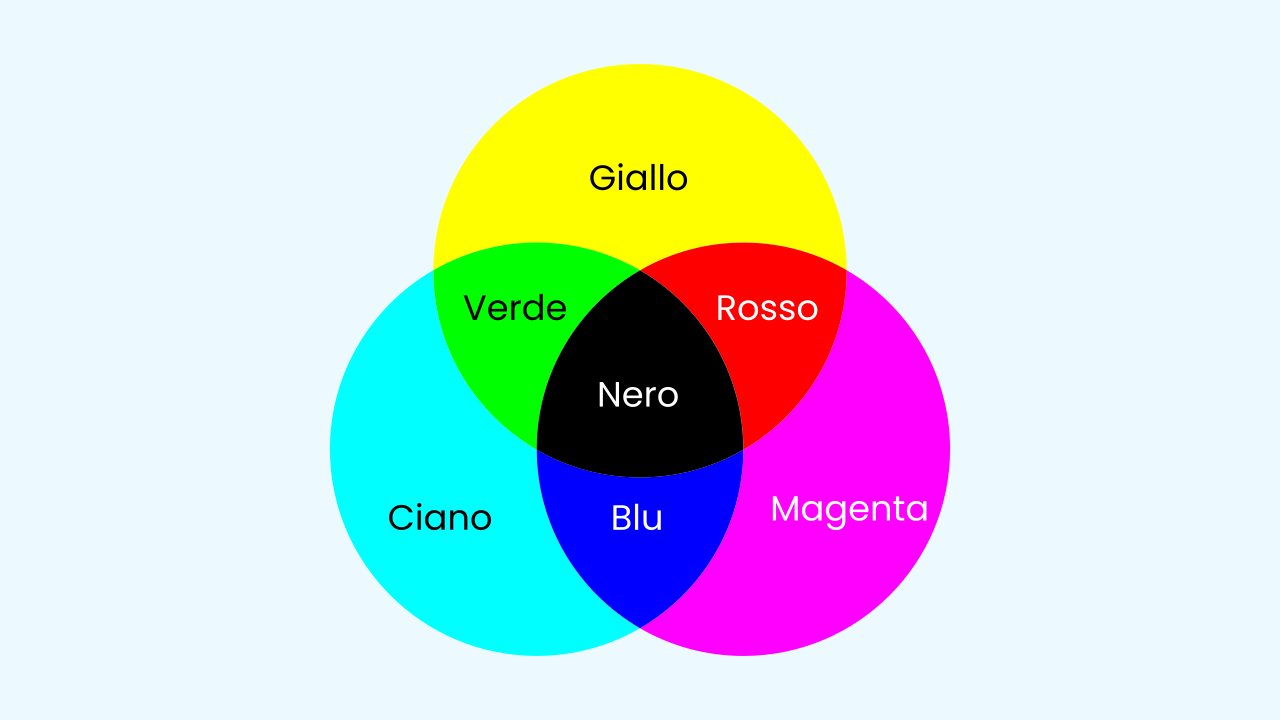 Giallo
Verde
Rosso
Nero
Ciano
Blu
Magenta